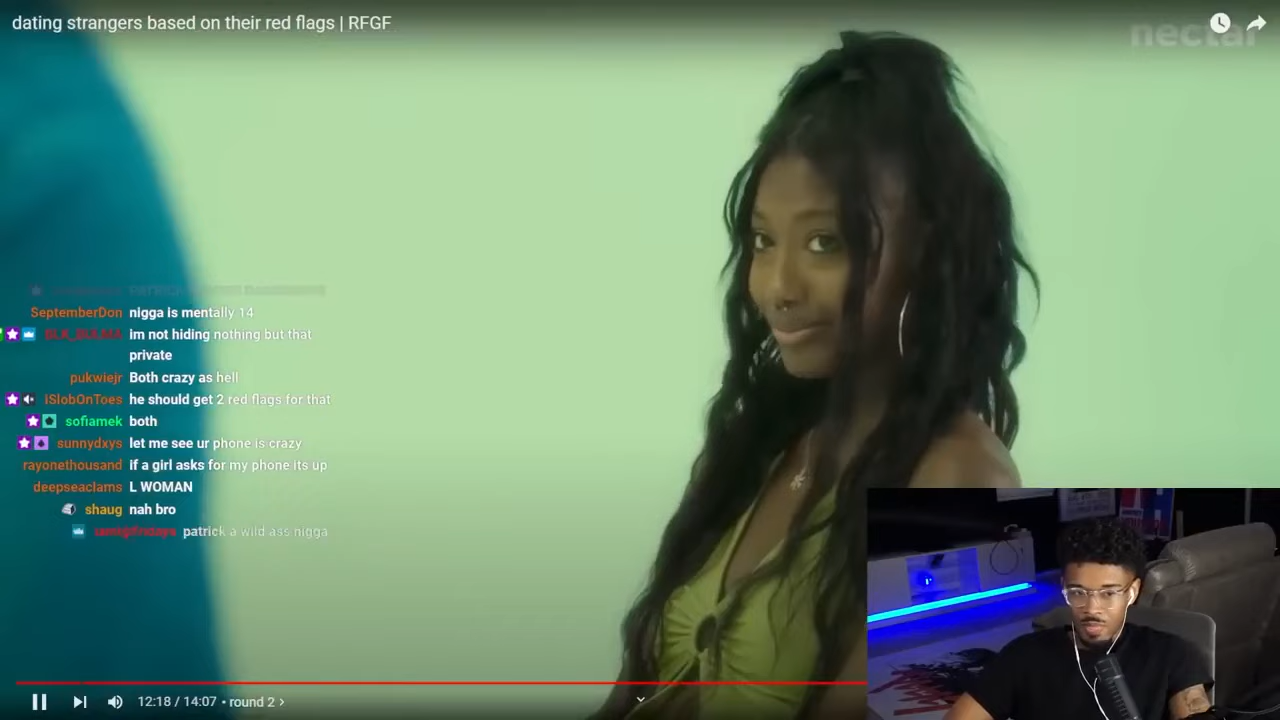 dating strangers based on their red flags | RFGF
nectar
SeptemberDon nigga is mentally 14
im not hiding nothing but that
private
pukwiejr Both crazy as hell
iSlobOnToes he should get 2 red flags for that
sofiamek both
sunnydxys let me see ur phone is crazy
rayonethousand if a girl asks for my phone its up
deepseaclams L WOMAN
shaug nah bro
patrick a wild ass nigga
12:18 / 14:07 • round 2 >